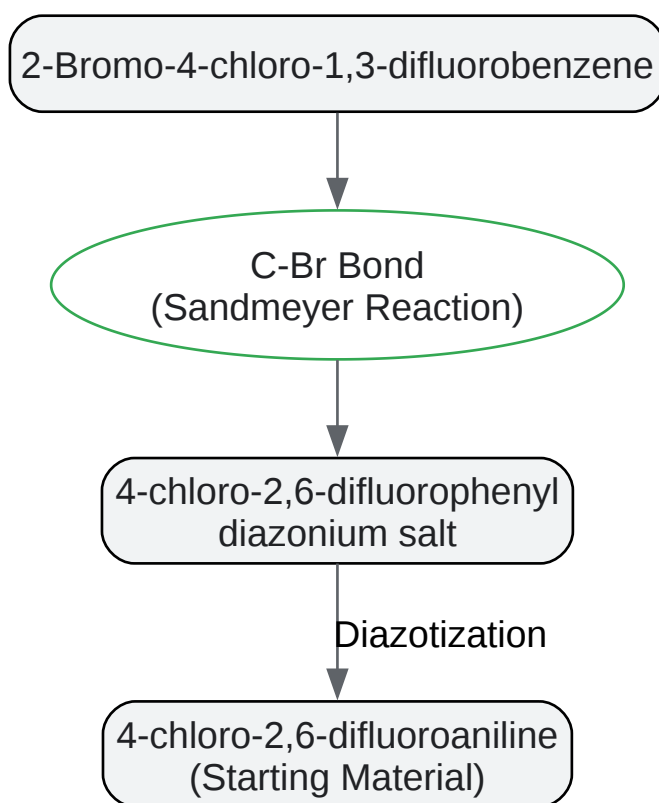 2-Bromo-4-chloro-1,3-difluorobenzene
C-Br Bond
(Sandmeyer Reaction)
4-chloro-2,6-difluorophenyl
diazonium salt
Diazotization
4-chloro-2,6-difluoroaniline
(Starting Material)